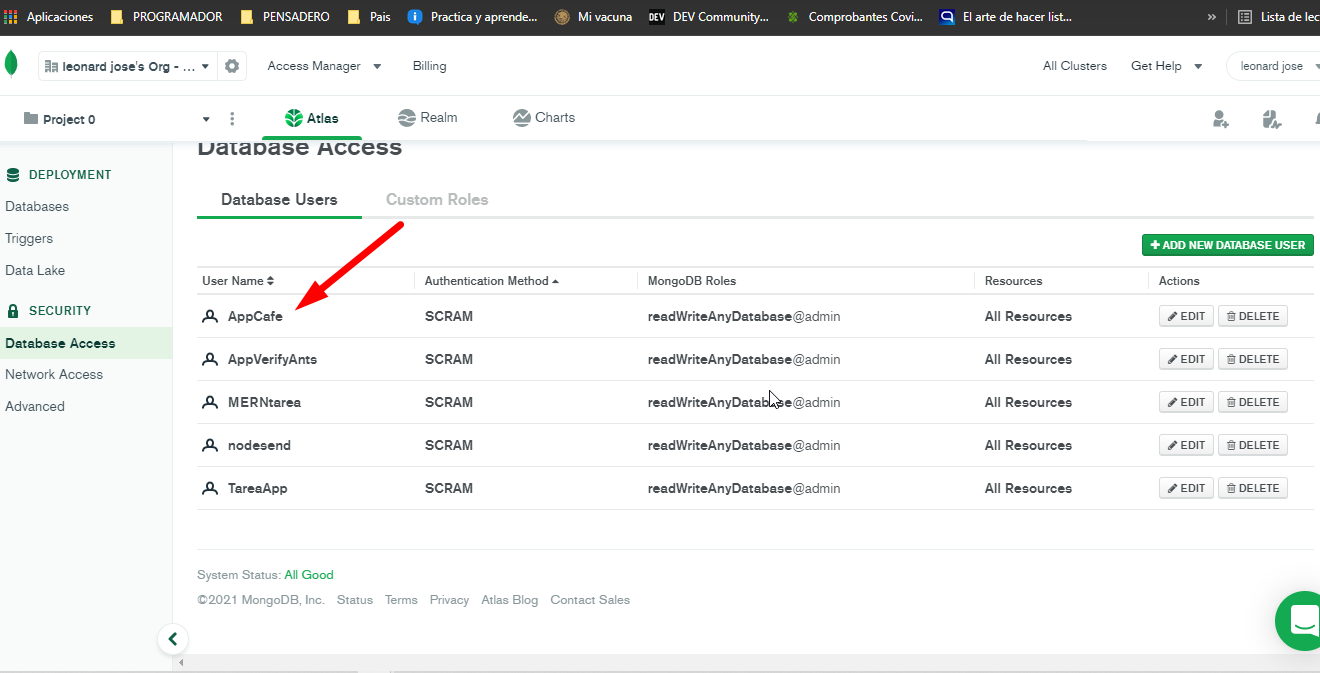 Aplicaciones PROGRAMADOR PENSADERO Pais Practica y aprende... Mi vacuna DEV DEV Community... Comprobantes Covi... El arte de hacer list... » Lista de lec
leonard jose's Org - ... Access Manager Billing All Clusters Get Help leonard jose
Project 0 Atlas Realm Charts
Database Access
DEPLOYMENT
Databases
Triggers
Data Lake
SECURITY
Database Access
Network Access
Advanced
Database Users Custom Roles
+ ADD NEW DATABASE USER
User Name Authentication Method MongoDB Roles Resources Actions
AppCafe SCRAM readWriteAnyDatabase@admin All Resources EDIT DELETE
AppVerifyAnts SCRAM readWriteAnyDatabase@admin All Resources EDIT DELETE
MERNtarea SCRAM readWriteAnyDatabase@admin All Resources EDIT DELETE
nodesend SCRAM readWriteAnyDatabase@admin All Resources EDIT DELETE
TareaApp SCRAM readWriteAnyDatabase@admin All Resources EDIT DELETE
System Status: All Good
©2021 MongoDB, Inc. Status Terms Privacy Atlas Blog Contact Sales